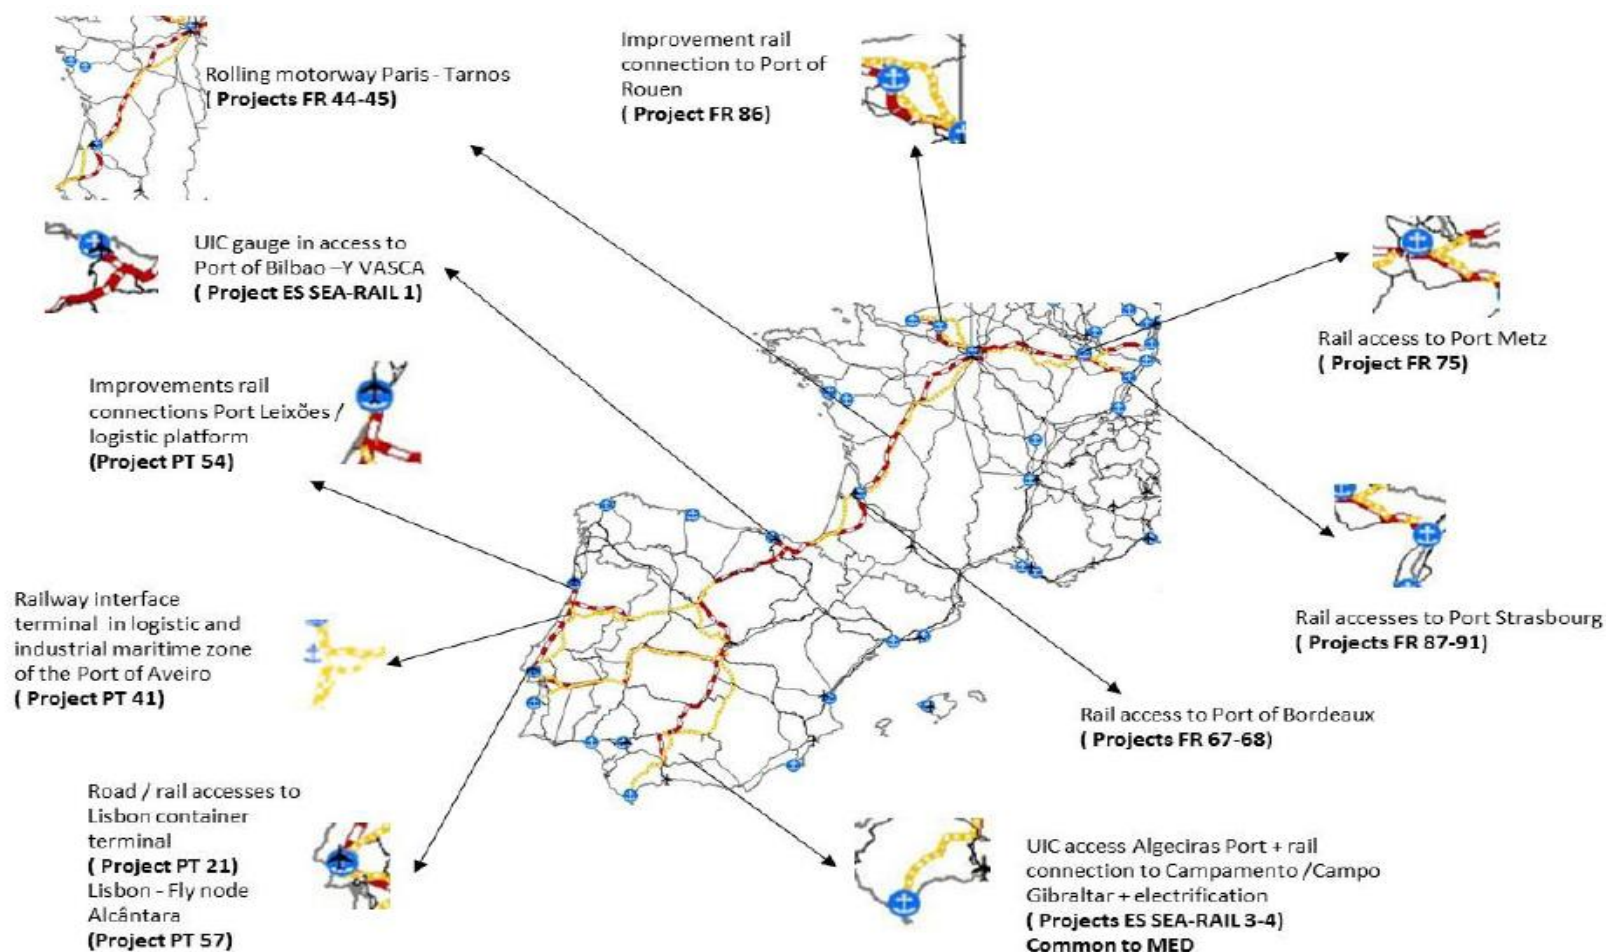 Rolling motorway Paris - Tarnos
( Projects FR 44-45)
Improvement rail
connection to Port of
Rouen
( Project FR 86)
UIC gauge in access to
Port of Bilbao –Y VASCA
( Project ES SEA-RAIL 1)
Rail access to Port Metz
( Project FR 75)
Improvements rail
connections Port Leixões /
logistic platform
(Project PT 54)
Railway interface
terminal in logistic and
industrial maritime zone
of the Port of Aveiro
( Project PT 41)
Rail accesses to Port Strasbourg
( Projects FR 87-91)
Rail access to Port of Bordeaux
( Projects FR 67-68)
Road / rail accesses to
Lisbon container
terminal
( Project PT 21)
Lisbon - Fly node
Alcântara
(Project PT 57)
UIC access Algeciras Port + rail
connection to Campamento /Campo
Gibraltar + electrification
( Projects ES SEA-RAIL 3-4)
Common to MED